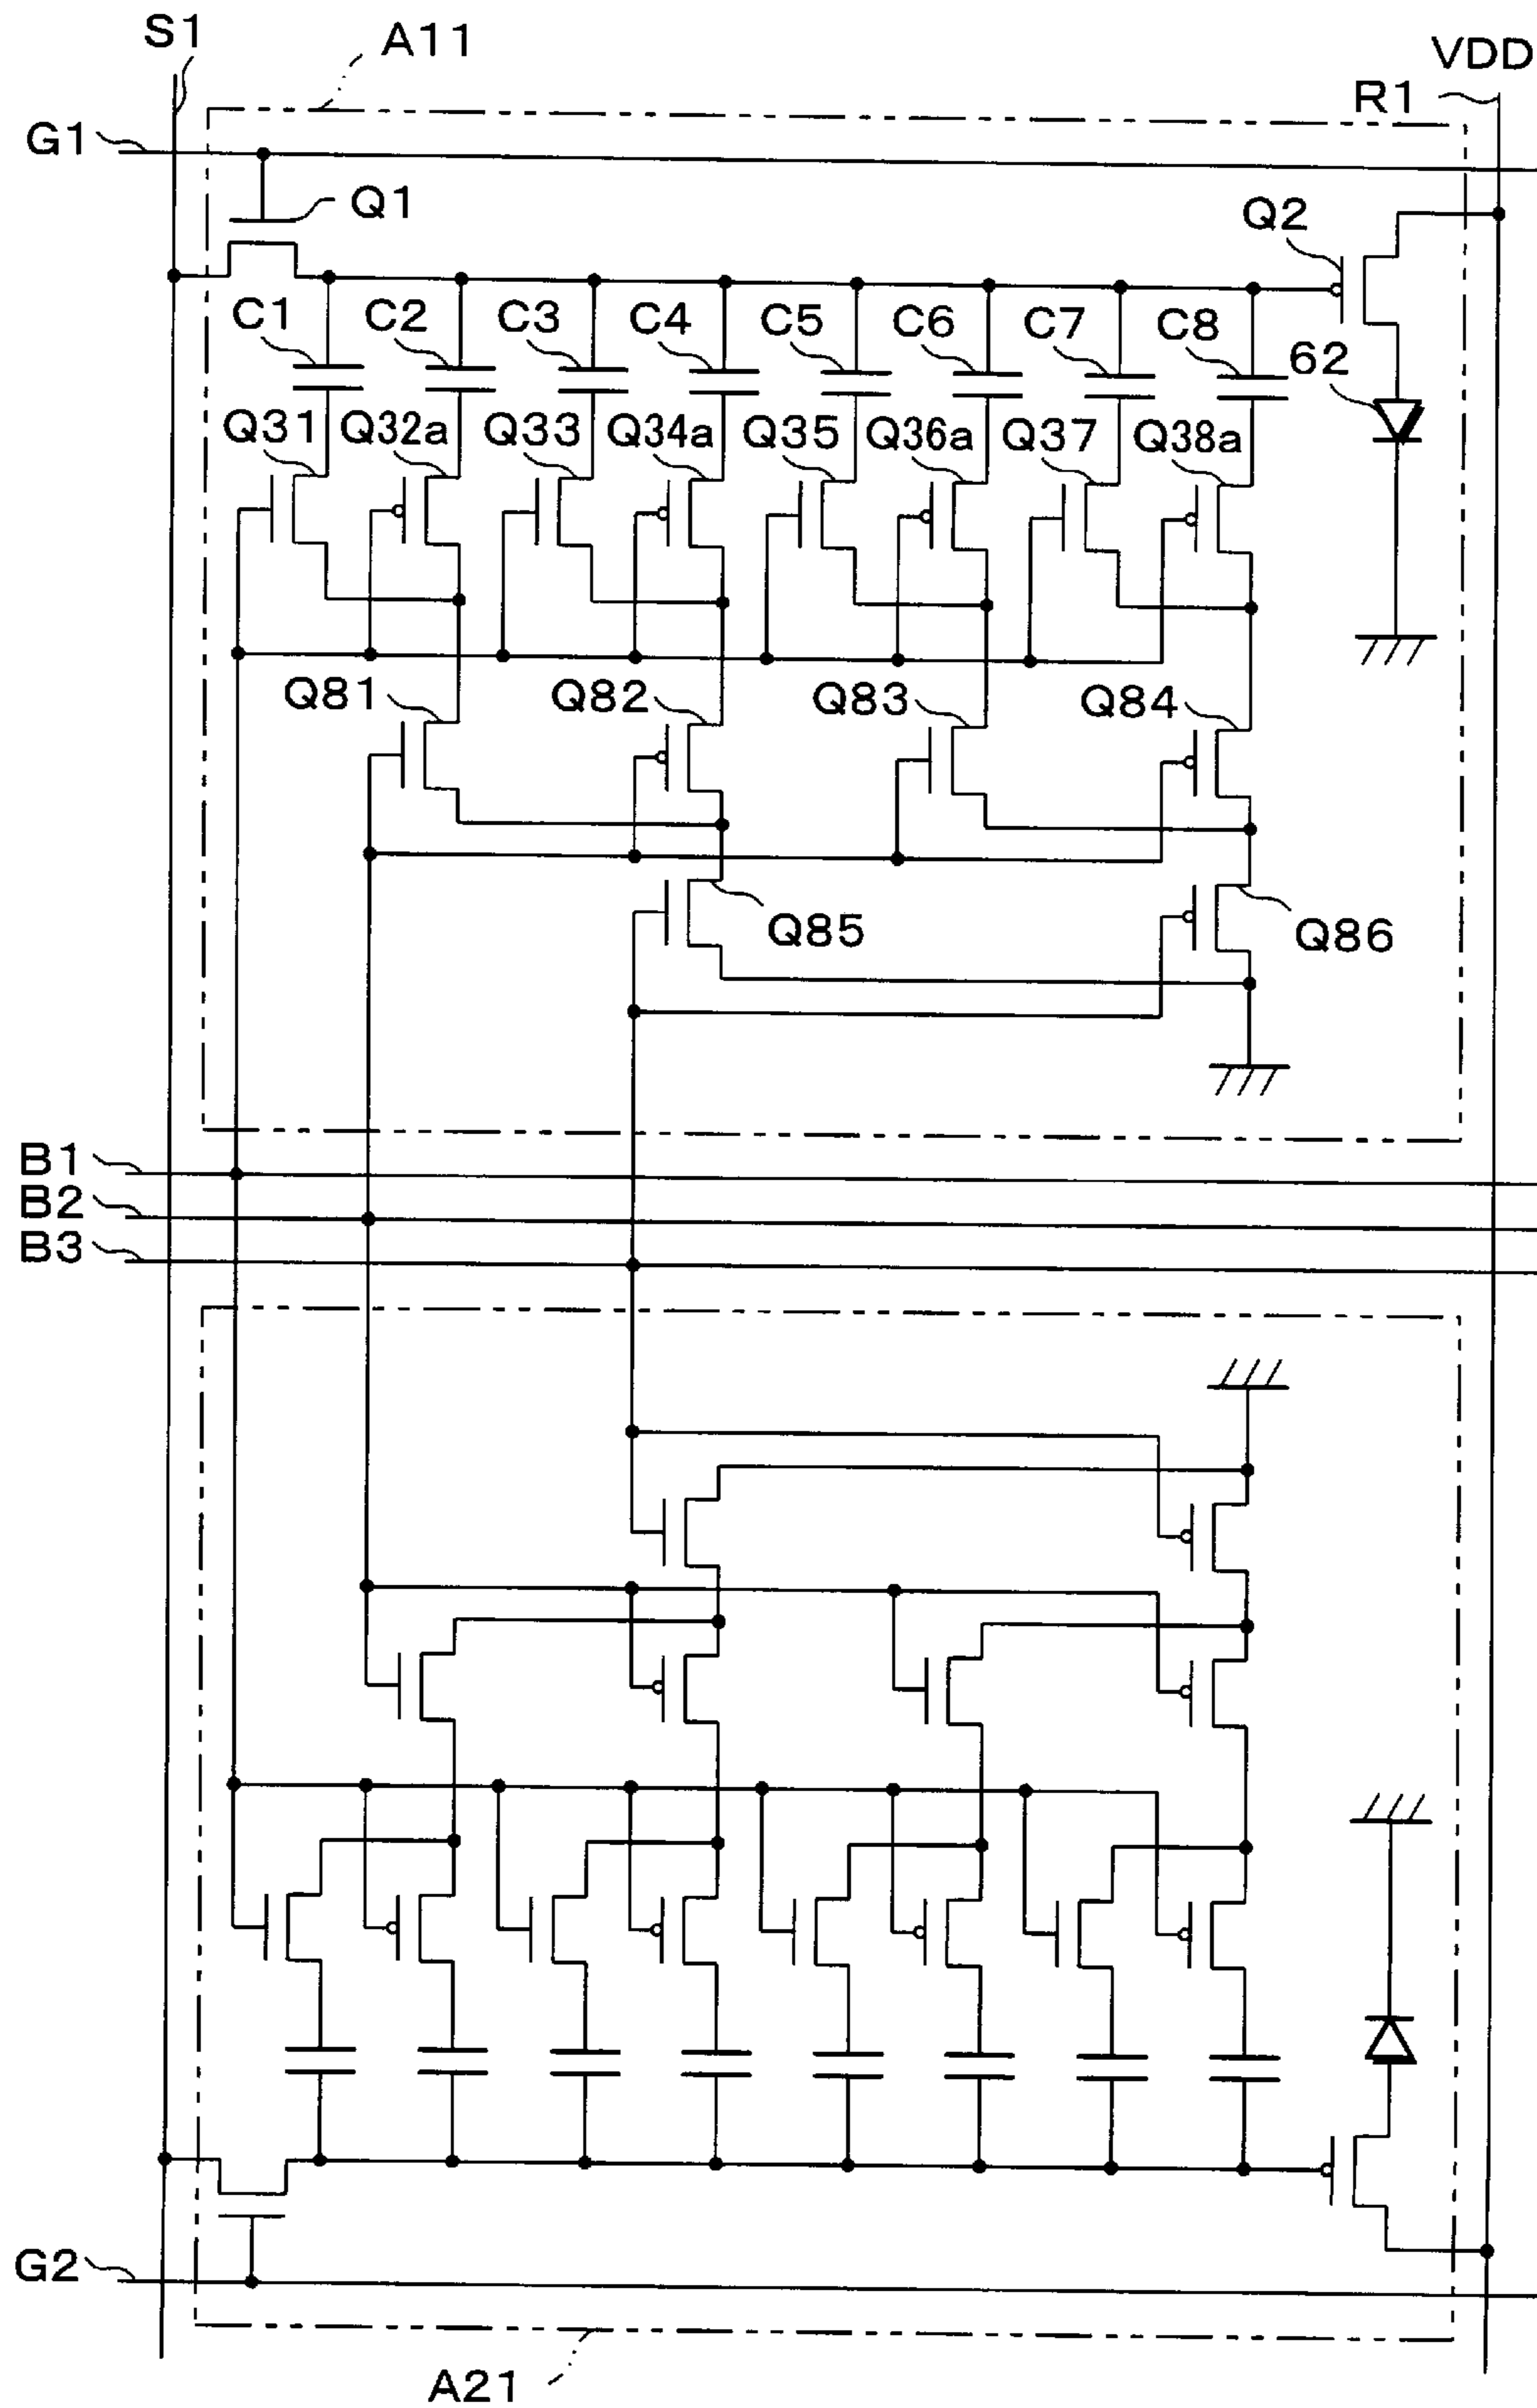 S1
A11
VDD
R1
G1
Q1
Q2
C1 C2 C3 C4 C5 C6 C7 C8
62
Q31 Q32a Q33 Q34a Q35 Q36a Q37 Q38a
Q81 Q82 Q83 Q84
Q85 Q86
B1
B2
B3
G2
A21